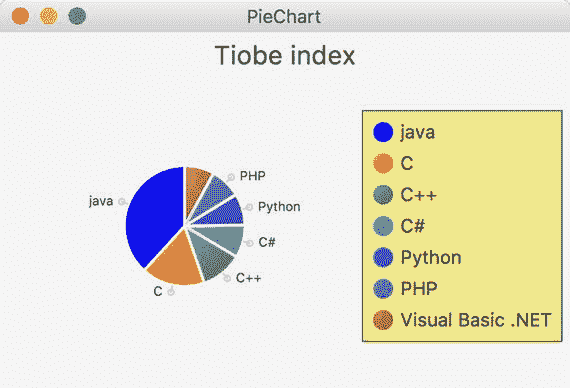 PieChart
Tiobe index
PHP
java
Python
C#
C++
C
java
C
C++
C#
Python
PHP
Visual Basic .NET